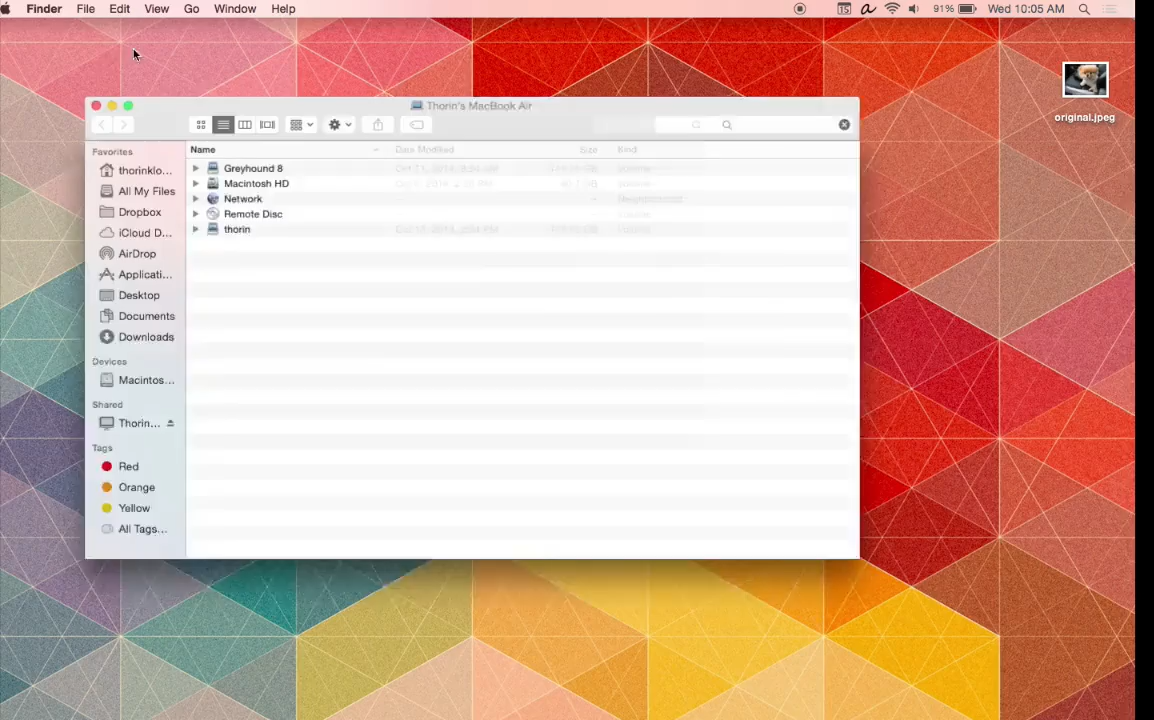 Finder File Edit View Go Window Help
15 91% Wed 10:05 AM
Thorin's MacBook Air
original.jpeg
Name Date Modified Size Kind
Favorites
thorinklo...
All My Files
Dropbox
iCloud D...
AirDrop
Applicati...
Desktop
Documents
Downloads
Devices
Macintos...
Shared
Thorin...
Tags
Red
Orange
Yellow
All Tags...
Greyhound 8
Macintosh HD
Network
Remote Disc
thorin